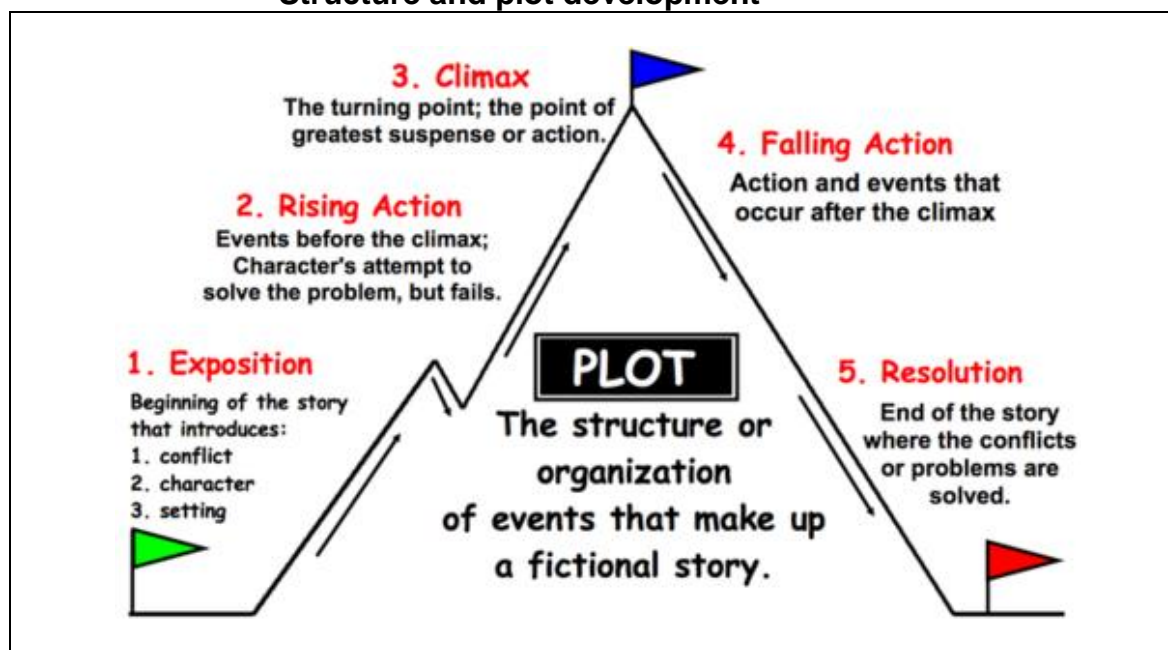 Structure and plot development
3. Climax
The turning point; the point of
greatest suspense or action.
4. Falling Action
Action and events that
occur after the climax
2. Rising Action
Events before the climax;
Character's attempt to
solve the problem, but fails.
1. Exposition
Beginning of the story
that introduces:
1. conflict
2. character
3. setting
PLOT
The structure or
organization
of events that make up
a fictional story.
5. Resolution
End of the story
where the conflicts
or problems are
solved.